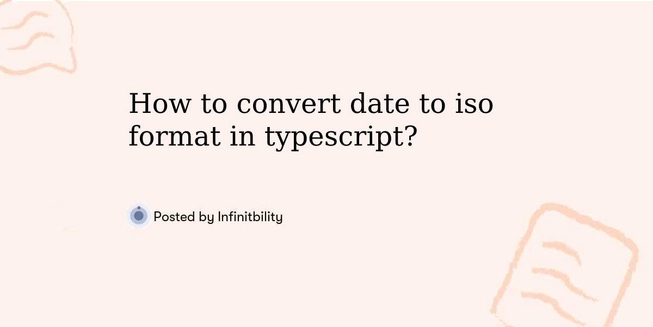 How to convert date to iso
format in typescript?
Posted by Infinitbility